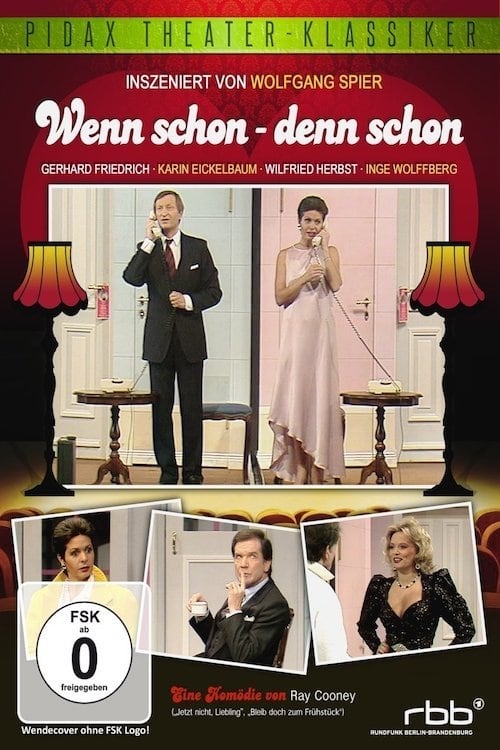 PIDAX THEATER-KLASSIKER
INSZENIERT VON WOLFGANG SPIER
Wenn schon - denn schon
GERHARD FRIEDRICH · KARIN EICKELBAUM · WILFRIED HERBST · INGE WOLFFBERG
FSK
ab
0
freigegeben
Wendecover ohne FSK Logo!
Eine Komödie von Ray Cooney
(„Jetzt nicht, Liebling", „Bleib doch zum Frühstück")
rbb
RUNDFUNK BERLIN-BRANDENBURG